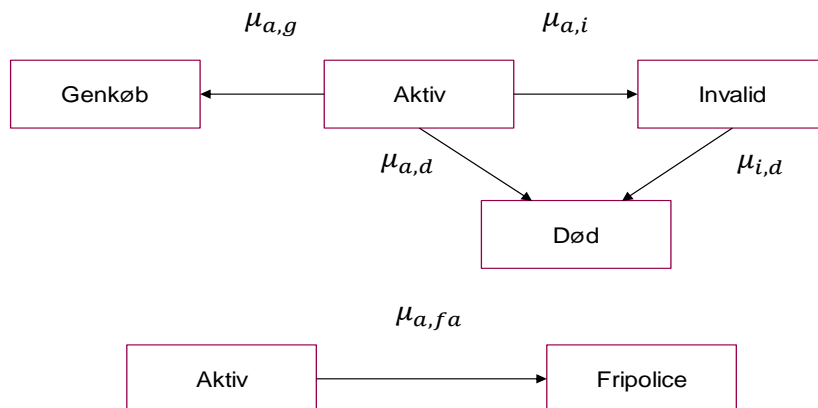 μ_{a,g}
μ_{a,i}
Genkøb
Aktiv
Invalid
μ_{a,d}
μ_{i,d}
Død
μ_{a,fa}
Aktiv
Fripolice